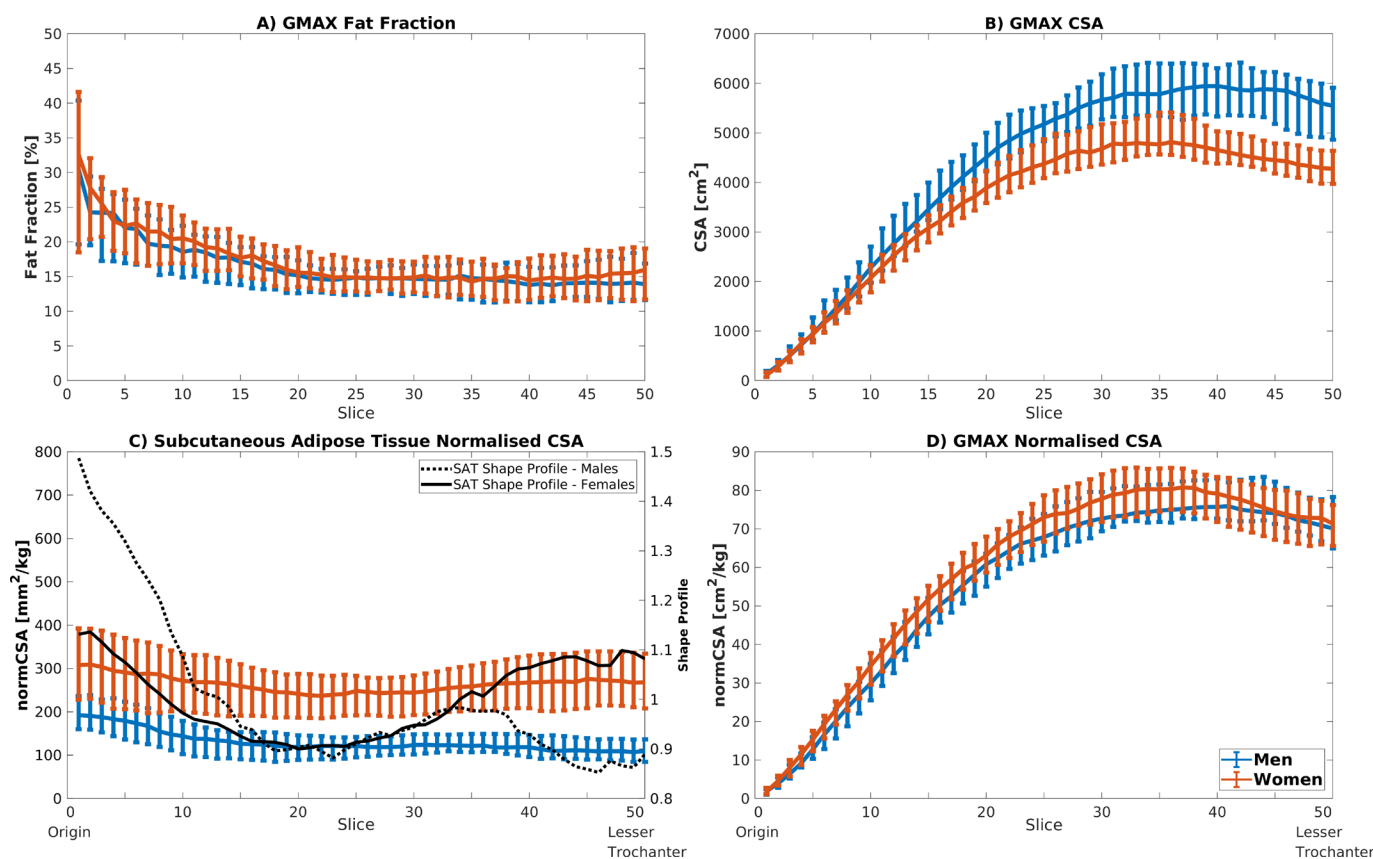 A) GMAX Fat Fraction
50
45
40
35
30
25
20
15
10
5
0
Fat Fraction [%]
0 5 10 15 20 25 30 35 40 45 50
Slice
B) GMAX CSA
7000
6000
5000
4000
3000
2000
1000
0
CSA [cm²]
0 5 10 15 20 25 30 35 40 45 50
Slice
C) Subcutaneous Adipose Tissue Normalised CSA
SAT Shape Profile - Males
SAT Shape Profile - Females
800
700
600
500
400
300
200
100
0
normCSA [mm²/kg]
1.5
1.4
1.3
1.2
1.1
1
0.9
0.8
Shape Profile
0 10 20 30 40 50
Slice
Origin
Lesser
Trochanter
D) GMAX Normalised CSA
90
80
70
60
50
40
30
20
10
0
normCSA [cm²/kg]
Men
Women
0 10 20 30 40 50
Slice
Origin
Lesser
Trochanter